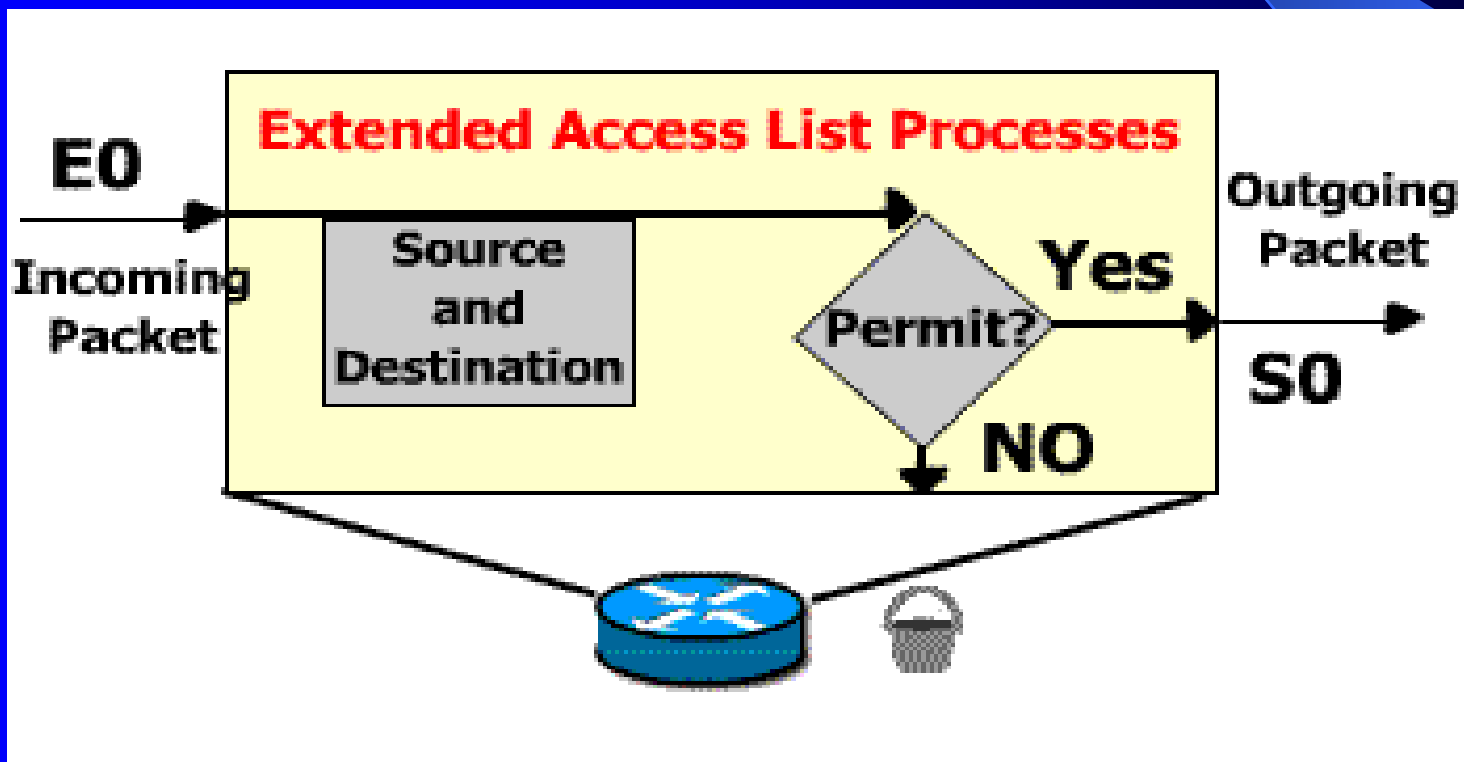 Extended Access List Processes
E0
Incoming
Packet
Source
and
Destination
Permit?
Yes
NO
Outgoing
Packet
S0